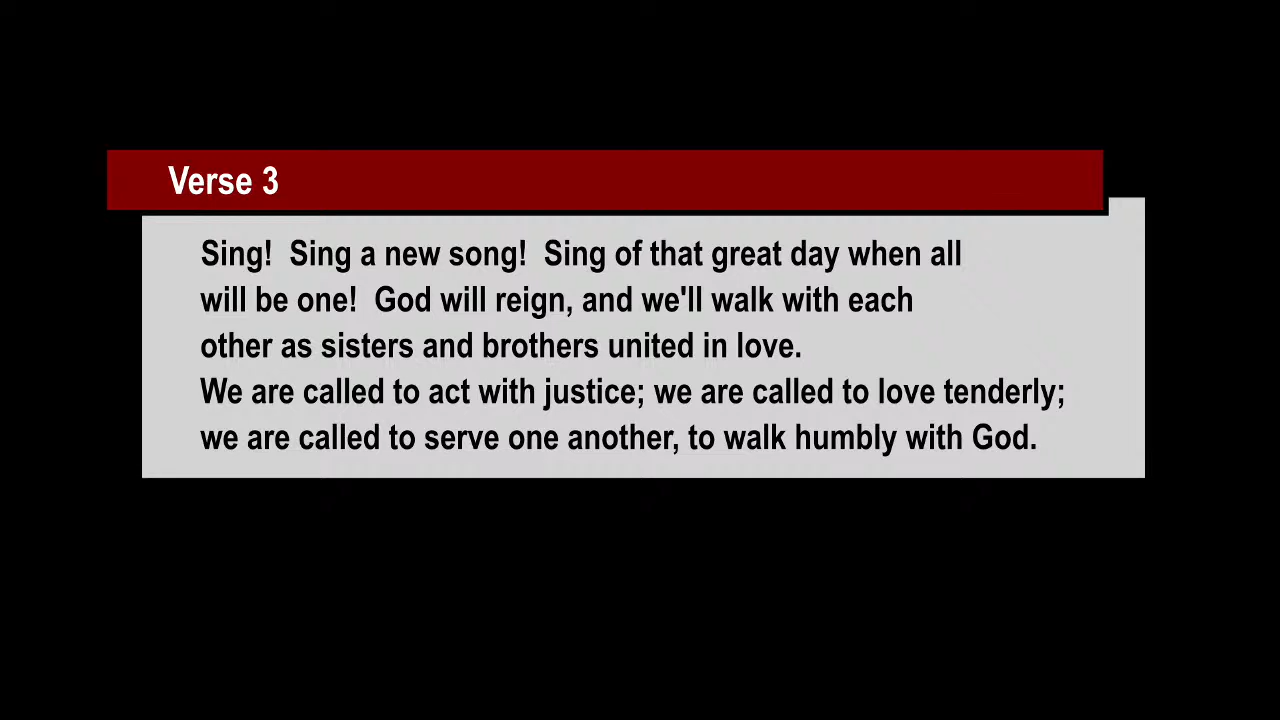 Verse 3
Sing!  Sing a new song!  Sing of that great day when all
will be one!  God will reign, and we'll walk with each
other as sisters and brothers united in love.
We are called to act with justice; we are called to love tenderly;
we are called to serve one another, to walk humbly with God.